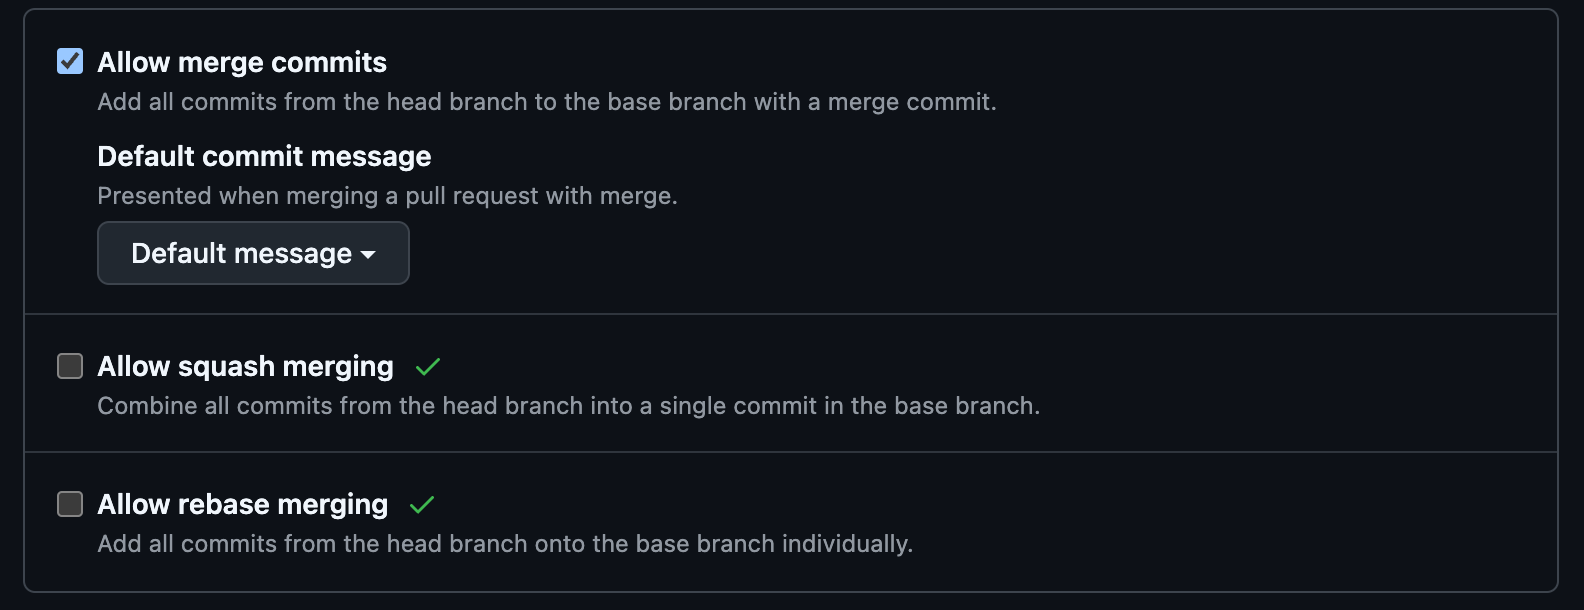 Allow merge commits
Add all commits from the head branch to the base branch with a merge commit.
Default commit message
Presented when merging a pull request with merge.
Default message
Allow squash merging
Combine all commits from the head branch into a single commit in the base branch.
Allow rebase merging
Add all commits from the head branch onto the base branch individually.